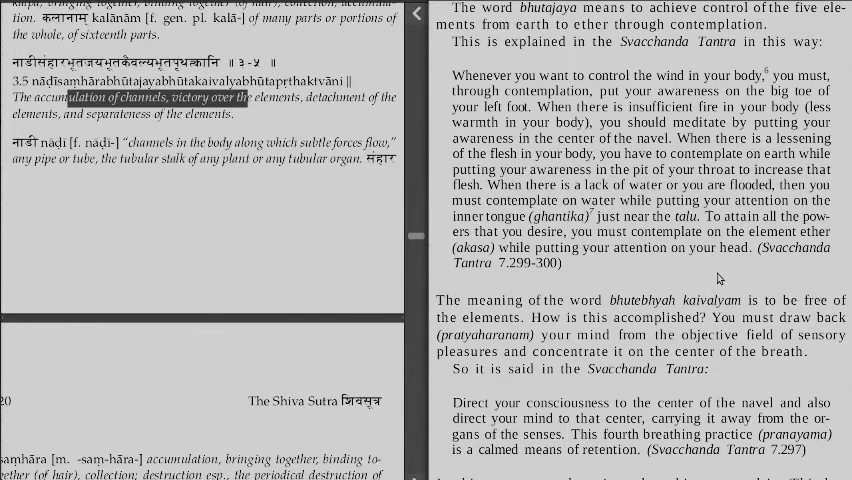 kalpa, bringing together, binding together (of hair), collection, accumula-
tion. कलानाम् kalānām [f. gen. pl. kalā-] of many parts or portions of
the whole, of sixteenth parts.
नाडीसंहारभूतजयभूतकैवल्यभूतपृथक्त्वानि ॥ ३-५ ॥
3.5 nāḍīsaṃhārabhūtajayabhūtakaivalyabhūtapṛthaktvāni ||
The accumulation of channels, victory over the elements, detachment of the
elements, and separateness of the elements.
नाडी nāḍī [f. nāḍī-] “channels in the body along which subtle forces flow,”
any pipe or tube, the tubular stalk of any plant or any tubular organ. संहार
20 The Shiva Sutra शिवसूत्र
saṃhāra [m. -saṃ-hāra-] accumulation, bringing together, binding to-
gether (of hair), collection; destruction esp., the periodical destruction of
The word bhutajaya means to achieve control of the five ele-
ments from earth to ether through contemplation.
This is explained in the Svacchanda Tantra in this way:
Whenever you want to control the wind in your body,6 you must,
through contemplation, put your awareness on the big toe of
your left foot. When there is insufficient fire in your body (less
warmth in your body), you should meditate by putting your
awareness in the center of the navel. When there is a lessening
of the flesh in your body, you have to contemplate on earth while
putting your awareness in the pit of your throat to increase that
flesh. When there is a lack of water or you are flooded, then you
must contemplate on water while putting your attention on the
inner tongue (ghantika)7 just near the talu. To attain all the pow-
ers that you desire, you must contemplate on the element ether
(akasa) while putting your attention on your head. (Svacchanda
Tantra 7.299-300)
The meaning of the word bhutebhyah kaivalyam is to be free of
the elements. How is this accomplished? You must draw back
(pratyaharanam) your mind from the objective field of sensory
pleasures and concentrate it on the center of the breath.
So it is said in the Svacchanda Tantra:
Direct your consciousness to the center of the navel and also
direct your mind to that center, carrying it away from the or-
gans of the senses. This fourth breathing practice (pranayama)
is a calmed means of retention. (Svacchanda Tantra 7.297)